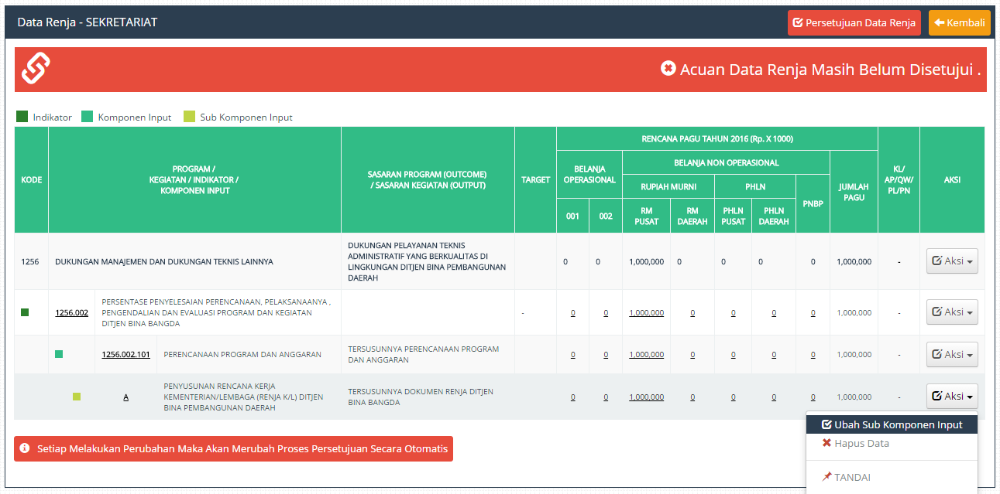 Data Renja - SEKRETARIAT
Persetujuan Data Renja
Kembali
Acuan Data Renja Masih Belum Disetujui .
Indikator
Komponen Input
Sub Komponen Input
KODE
PROGRAM /
KEGIATAN / INDIKATOR /
KOMPONEN INPUT
SASARAN PROGRAM (OUTCOME)
/ SASARAN KEGIATAN (OUTPUT)
TARGET
RENCANA PAGU TAHUN 2016 (Rp. X 1000)
BELANJA
OPERASIONAL
BELANJA NON OPERASIONAL
RUPIAH MURNI
PHLN
PNBP
001
002
RM
PUSAT
RM
DAERAH
PHLN
PUSAT
PHLN
DAERAH
JUMLAH
PAGU
KL/
AP/QW/
PL/PN
AKSI
1256
DUKUNGAN MANAJEMEN DAN DUKUNGAN TEKNIS LAINNYA
DUKUNGAN PELAYANAN TEKNIS
ADMINISTRATIF YANG BERKUALITAS DI
LINGKUNGAN DITJEN BINA PEMBANGUNAN
DAERAH
0 0 1,000,000 0 0 0 0 1,000,000 - Aksi
1256.002
PERSENTASE PENYELESAIAN PERENCANAAN, PELAKSANAANYA ,
PENGENDALIAN DAN EVALUASI PROGRAM DAN KEGIATAN
DITJEN BINA BANGDA
- 0 0 1,000,000 0 0 0 0 1,000,000 - Aksi
1256.002.101
PERENCANAAN PROGRAM DAN ANGGARAN
TERSUSUNNYA PERENCANAAN PROGRAM
DAN ANGGARAN
0 0 1,000,000 0 0 0 0 1,000,000 - Aksi
A
PENYUSUNAN RENCANA KERJA
KEMENTERIAN/LEMBAGA (RENJA K/L) DITJEN
BINA PEMBANGUNAN DAERAH
TERSUSUNNYA DOKUMEN RENJA DITJEN
BINA BANGDA
0 0 1,000,000 0 0 0 0 1,000,000 - Aksi
Ubah Sub Komponen Input
Hapus Data
TANDAI
Setiap Melakukan Perubahan Maka Akan Merubah Proses Persetujuan Secara Otomatis